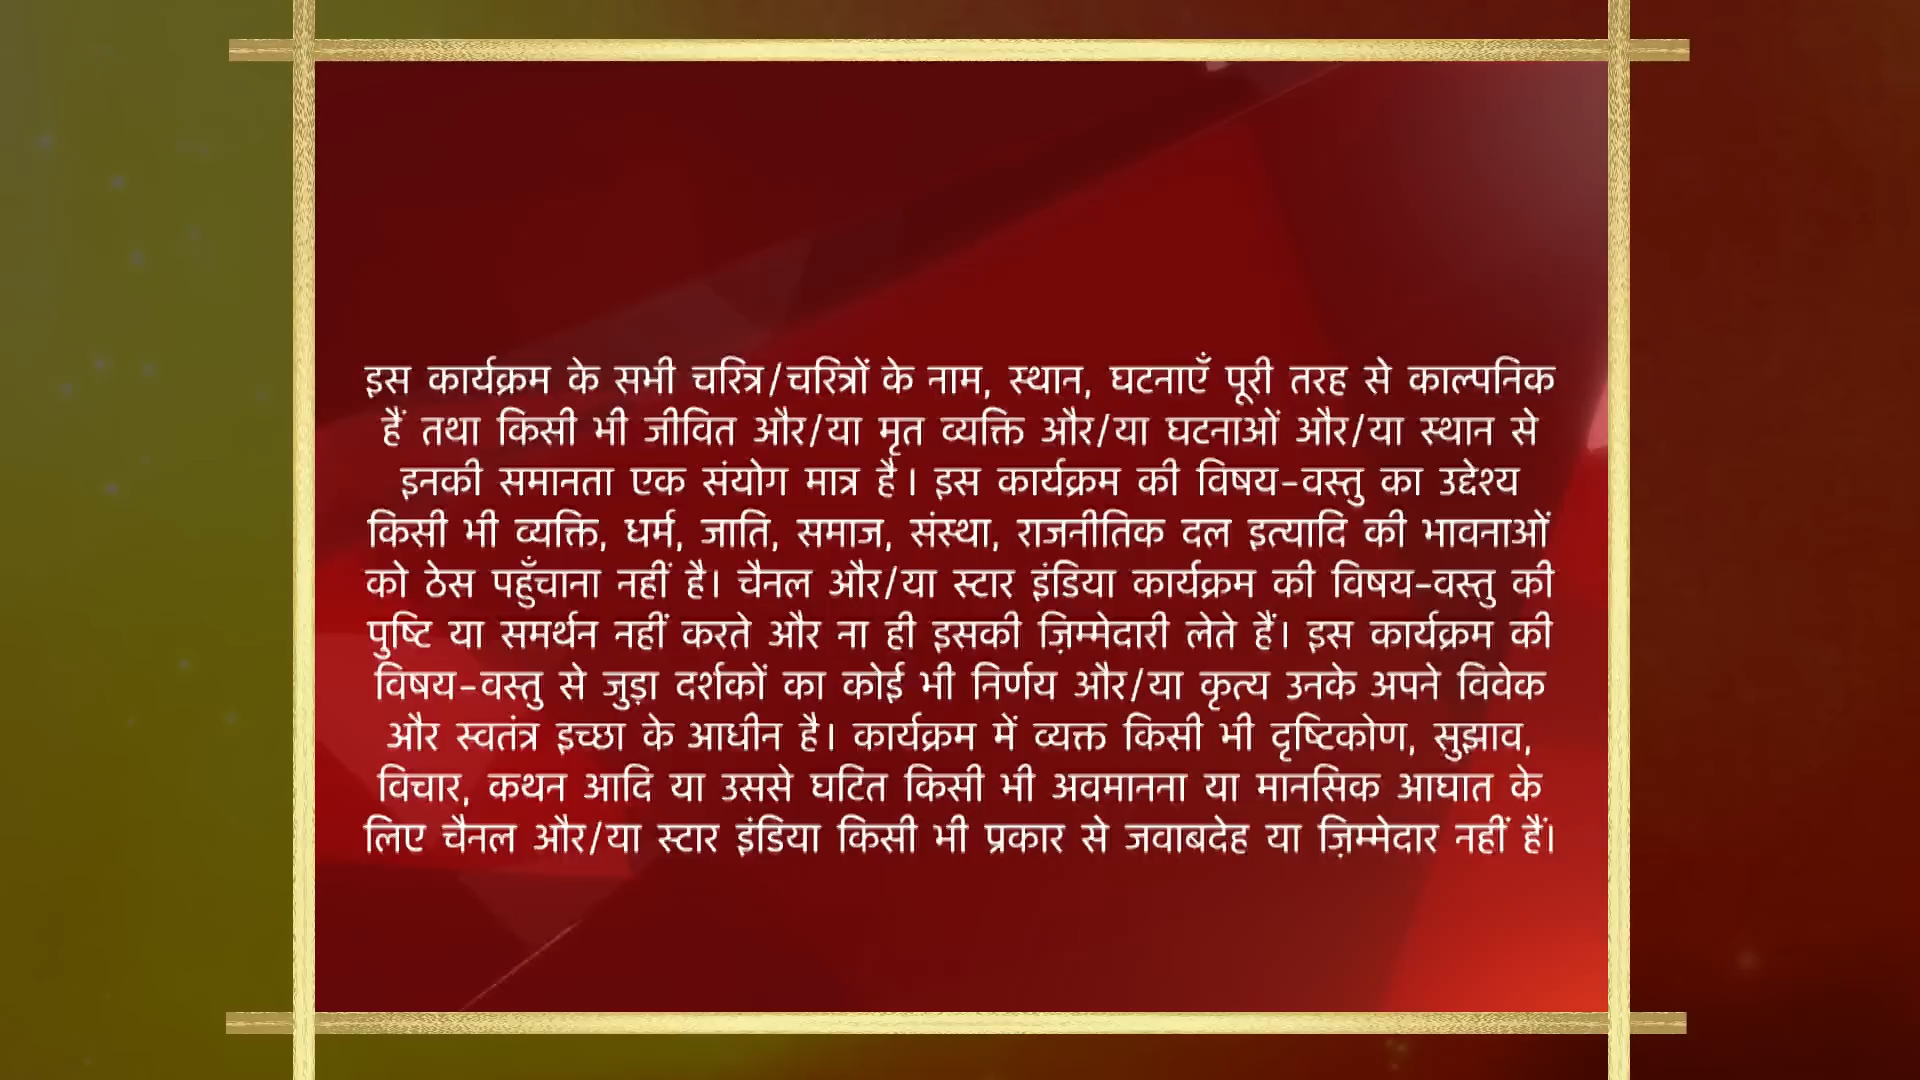 इस कार्यक्रम के सभी चरित्र/चरित्रों के नाम, स्थान, घटनाएँ पूरी तरह से काल्पनिक
हैं तथा किसी भी जीवित और/या मृत व्यक्ति और/या घटनाओं और/या स्थान से
इनकी समानता एक संयोग मात्र है। इस कार्यक्रम की विषय-वस्तु का उद्देश्य
किसी भी व्यक्ति, धर्म, जाति, समाज, संस्था, राजनीतिक दल इत्यादि की भावनाओं
को ठेस पहुँचाना नहीं है। चैनल और/या स्टार इंडिया कार्यक्रम की विषय-वस्तु की
पुष्टि या समर्थन नहीं करते और ना ही इसकी ज़िम्मेदारी लेते हैं। इस कार्यक्रम की
विषय-वस्तु से जुड़ा दर्शकों का कोई भी निर्णय और/या कृत्य उनके अपने विवेक
और स्वतंत्र इच्छा के आधीन है। कार्यक्रम में व्यक्त किसी भी दृष्टिकोण, सुझाव,
विचार, कथन आदि या उससे घटित किसी भी अवमानना या मानसिक आघात के
लिए चैनल और/या स्टार इंडिया किसी भी प्रकार से जवाबदेह या ज़िम्मेदार नहीं हैं।